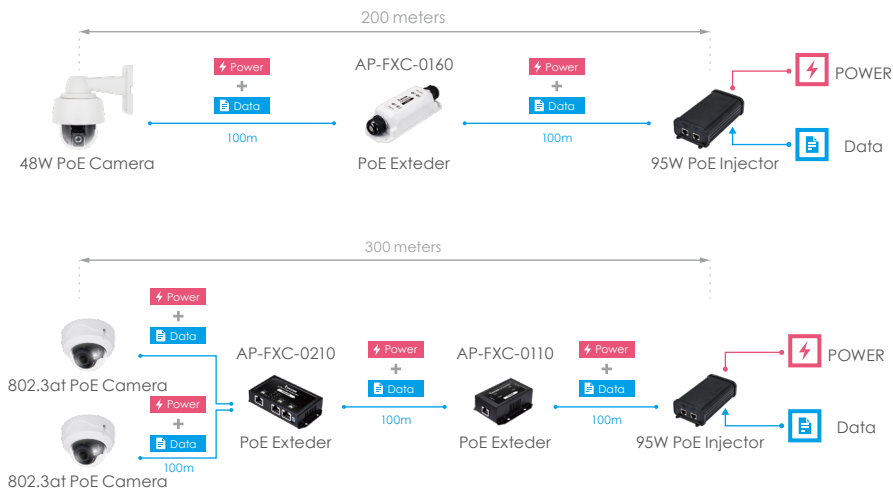 200 meters
AP-FXC-0160
Power
+
Data
100m
Power
+
Data
100m
POWER
Data
48W PoE Camera
PoE Exteder
95W PoE Injector
300 meters
Power
+
Data
802.3at PoE Camera
Power
+
Data
100m
802.3at PoE Camera
AP-FXC-0210
PoE Exteder
Power
+
Data
100m
AP-FXC-0110
PoE Exteder
Power
+
Data
100m
95W PoE Injector
POWER
Data